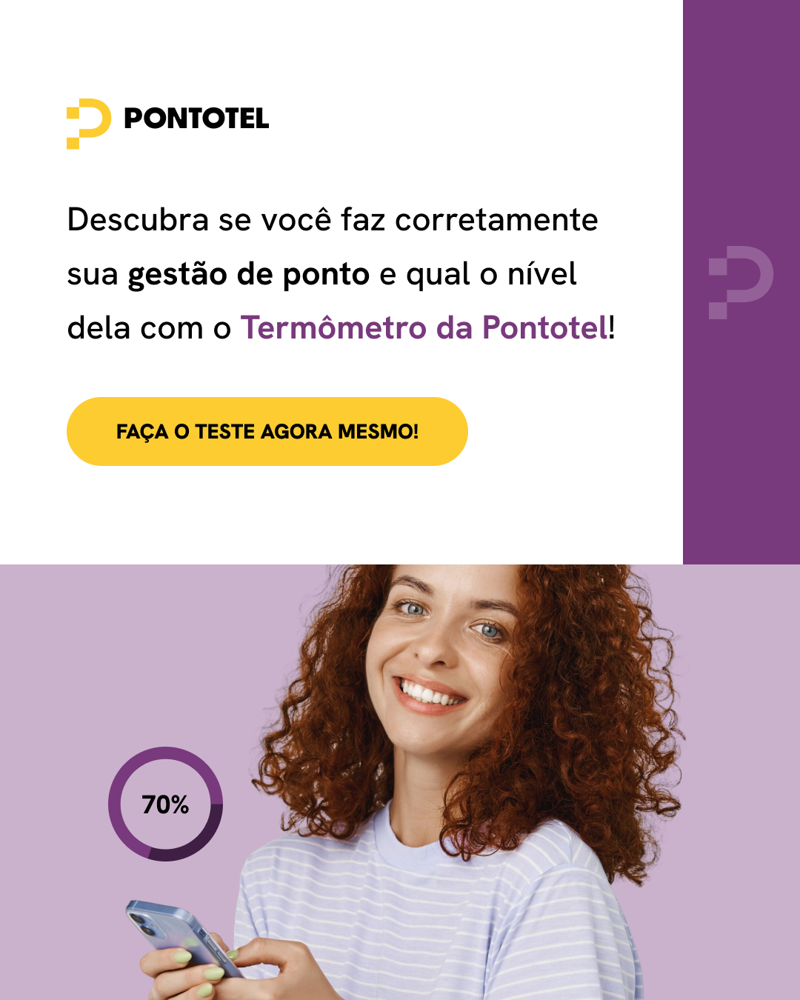 PONTOTEL
Descubra se você faz corretamente
sua gestão de ponto e qual o nível
dela com o Termômetro da Pontotel!
FAÇA O TESTE AGORA MESMO!
70%